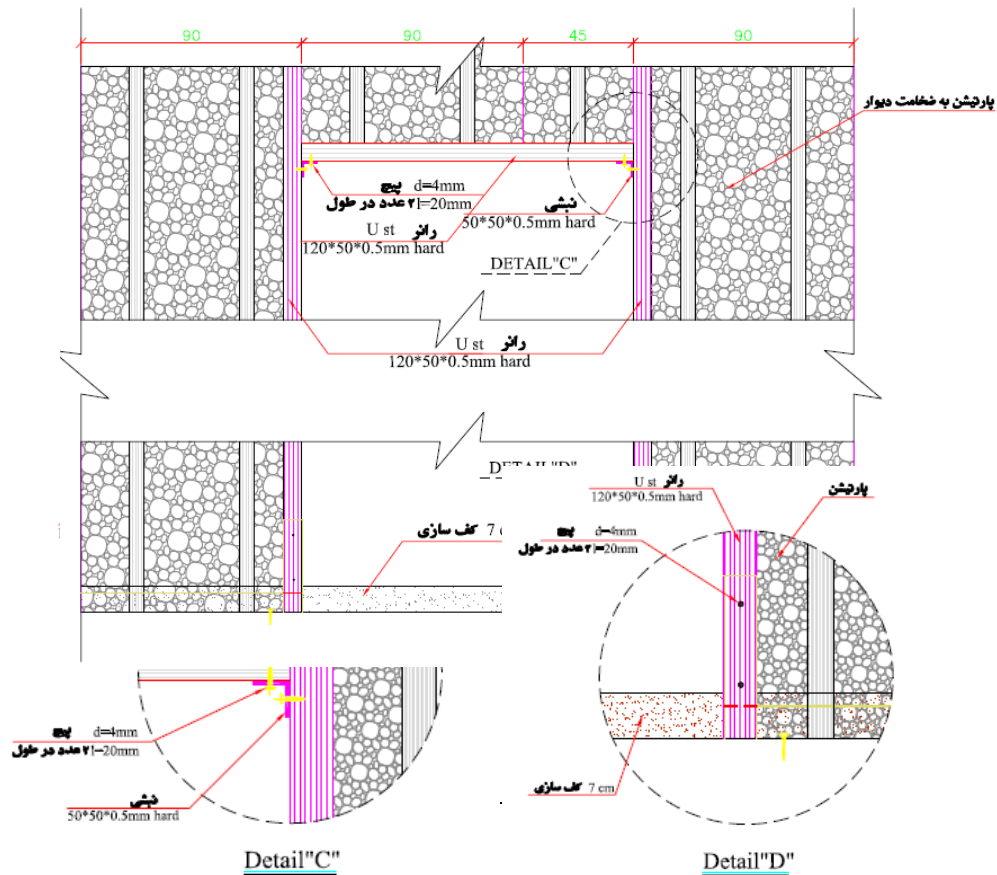 90 90 45 90
پارتیشن به ضخامت دیوار
پیچ d=4mm
۲ عدد در طول l=20mm
نبشی
50*50*0.5mm hard
رانر U st
120*50*0.5mm hard
DETAIL"C"
رانر U st
120*50*0.5mm hard
DETAIL"D"
کف سازی 7
رانر U st
120*50*0.5mm hard
پارتیشن
پیچ d=4mm
۲ عدد در طول l=20mm
پیچ d=4mm
۲ عدد در طول l=20mm
نبشی
50*50*0.5mm hard
کف سازی 7 cm
Detail"C"
Detail"D"